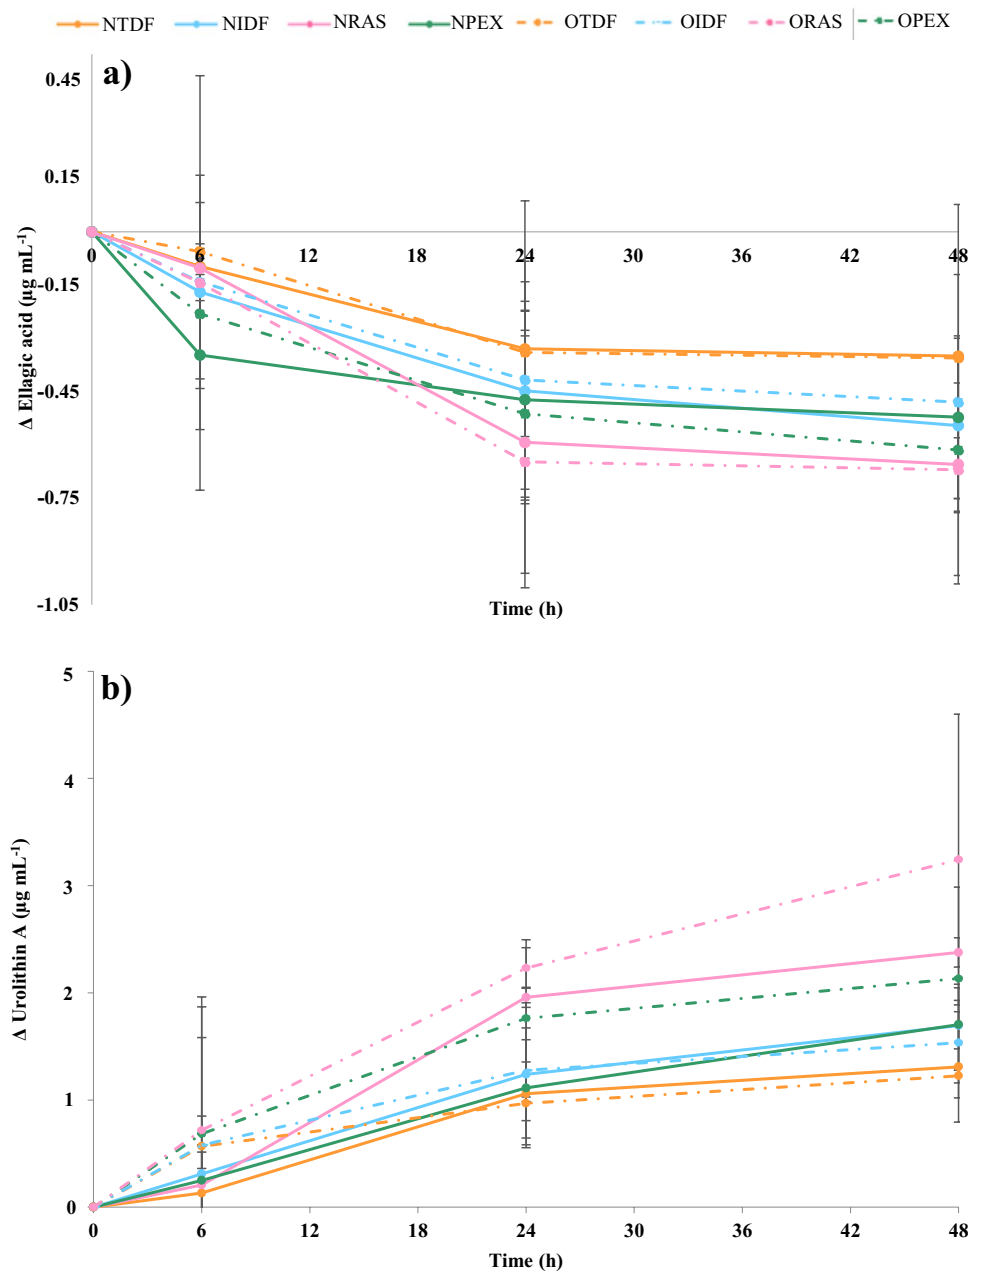 NTDF NIDF NRAS NPEX OTDF OIDF ORAS OPEX
a)
0.45
0.15
0 6 12 18 24 30 36 42 48
-0.15
-0.45
-0.75
-1.05
Δ Ellagic acid (µg mL-1)
Time (h)
b)
5
4
3
2
1
0
Δ Urolithin A (µg mL-1)
0 6 12 18 24 30 36 42 48
Time (h)